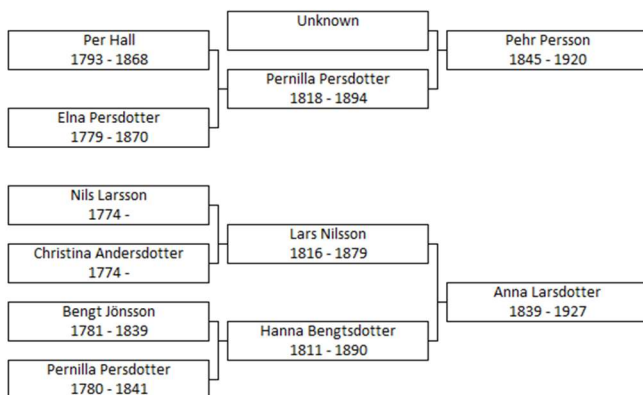 Unknown
Per Hall
1793 - 1868
Pehr Persson
1845 - 1920
Pernilla Persdotter
1818 - 1894
Elna Persdotter
1779 - 1870
Nils Larsson
1774 -
Lars Nilsson
1816 - 1879
Christina Andersdotter
1774 -
Anna Larsdotter
1839 - 1927
Bengt Jönsson
1781 - 1839
Hanna Bengtsdotter
1811 - 1890
Pernilla Persdotter
1780 - 1841